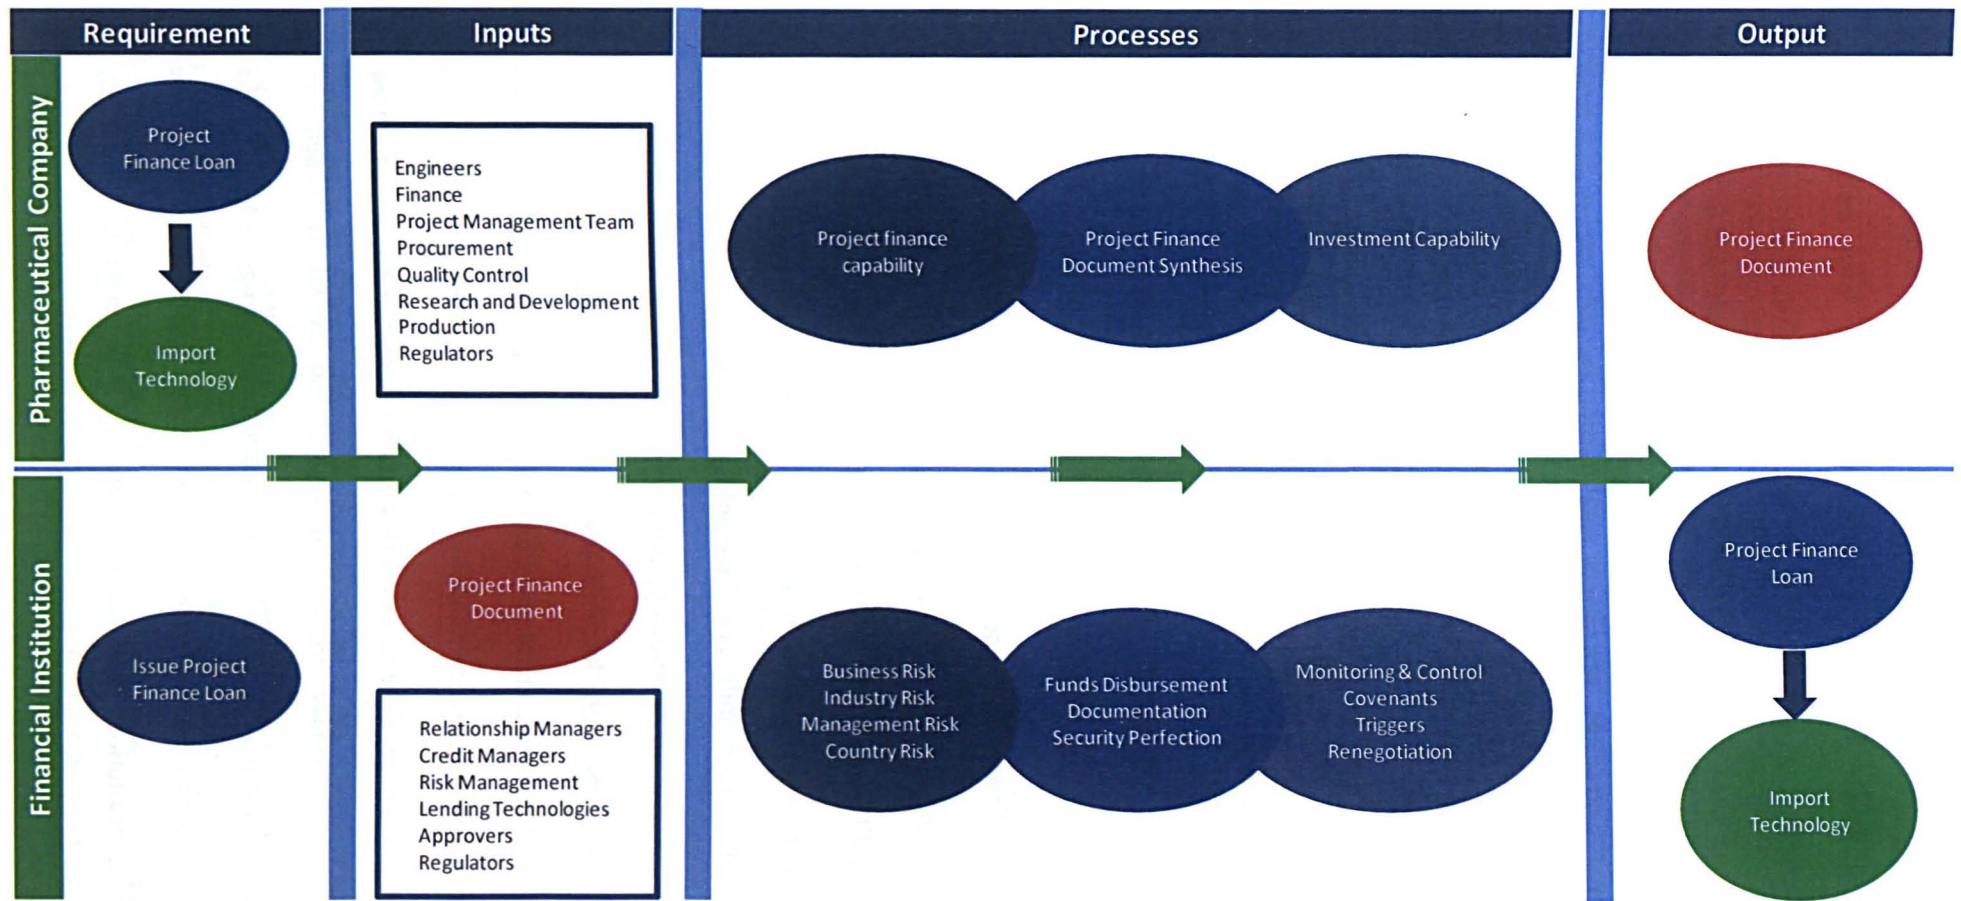 Requirement
Inputs
Processes
Output
Pharmaceutical Company
Project
Finance Loan
Import
Technology
Engineers
Finance
Project Management Team
Procurement
Quality Control
Research and Development
Production
Regulators
Project finance
capability
Project Finance
Document Synthesis
Investment Capability
Project Finance
Document
Financial Institution
Issue Project
Finance Loan
Project Finance
Document
Relationship Managers
Credit Managers
Risk Management
Lending Technologies
Approvers
Regulators
Business Risk
Industry Risk
Management Risk
Country Risk
Funds Disbursement
Documentation
Security Perfection
Monitoring & Control
Covenants
Triggers
Renegotiation
Project Finance
Loan
Import
Technology